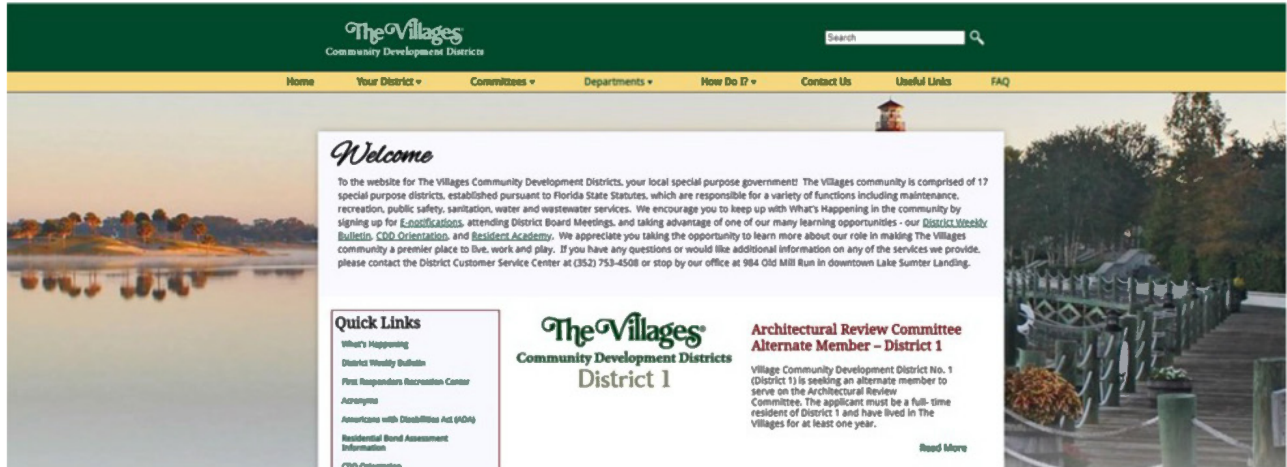 The Villages®
Community Development Districts
Search
Home Your District Committees Departments How Do I? Contact Us Useful Links FAQ
Welcome
To the website for The Villages Community Development Districts, your local special purpose government! The Villages community is comprised of 17
special purpose districts, established pursuant to Florida State Statutes, which are responsible for a variety of functions including maintenance,
recreation, public safety, sanitation, water and wastewater services. We encourage you to keep up with What's Happening in the community by
signing up for E-notifications, attending District Board Meetings, and taking advantage of one of our many learning opportunities - our District Weekly
Bulletin, CDD Orientation, and Resident Academy. We appreciate you taking the opportunity to learn more about our role in making The Villages
community a premier place to live, work and play. If you have any questions or would like additional information on any of the services we provide,
please contact the District Customer Service Center at (352) 753-4508 or stop by our office at 984 Old Mill Run in downtown Lake Sumter Landing.
Quick Links
What's Happening
District Weekly Bulletin
First Responders Recreation Center
Acronyms
Americans with Disabilities Act (ADA)
Residential Bond Assessment
Information
CDD Orientation
The Villages®
Community Development Districts
District 1
Architectural Review Committee
Alternate Member – District 1
Village Community Development District No. 1
(District 1) is seeking an alternate member to
serve on the Architectural Review
Committee. The applicant must be a full- time
resident of District 1 and have lived in The
Villages for at least one year.
Read More